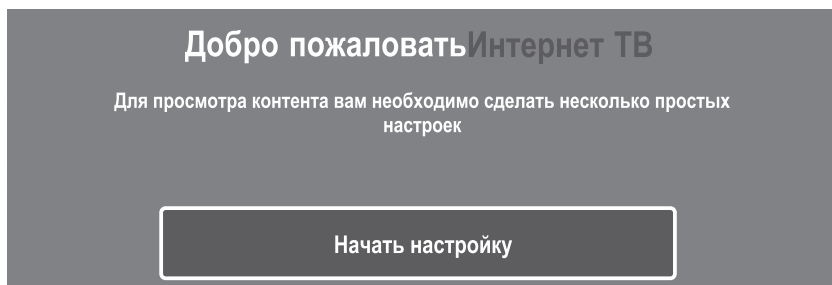 Добро пожаловатьИнтернет ТВ
Для просмотра контента вам необходимо сделать несколько простых
настроек
Начать настройку